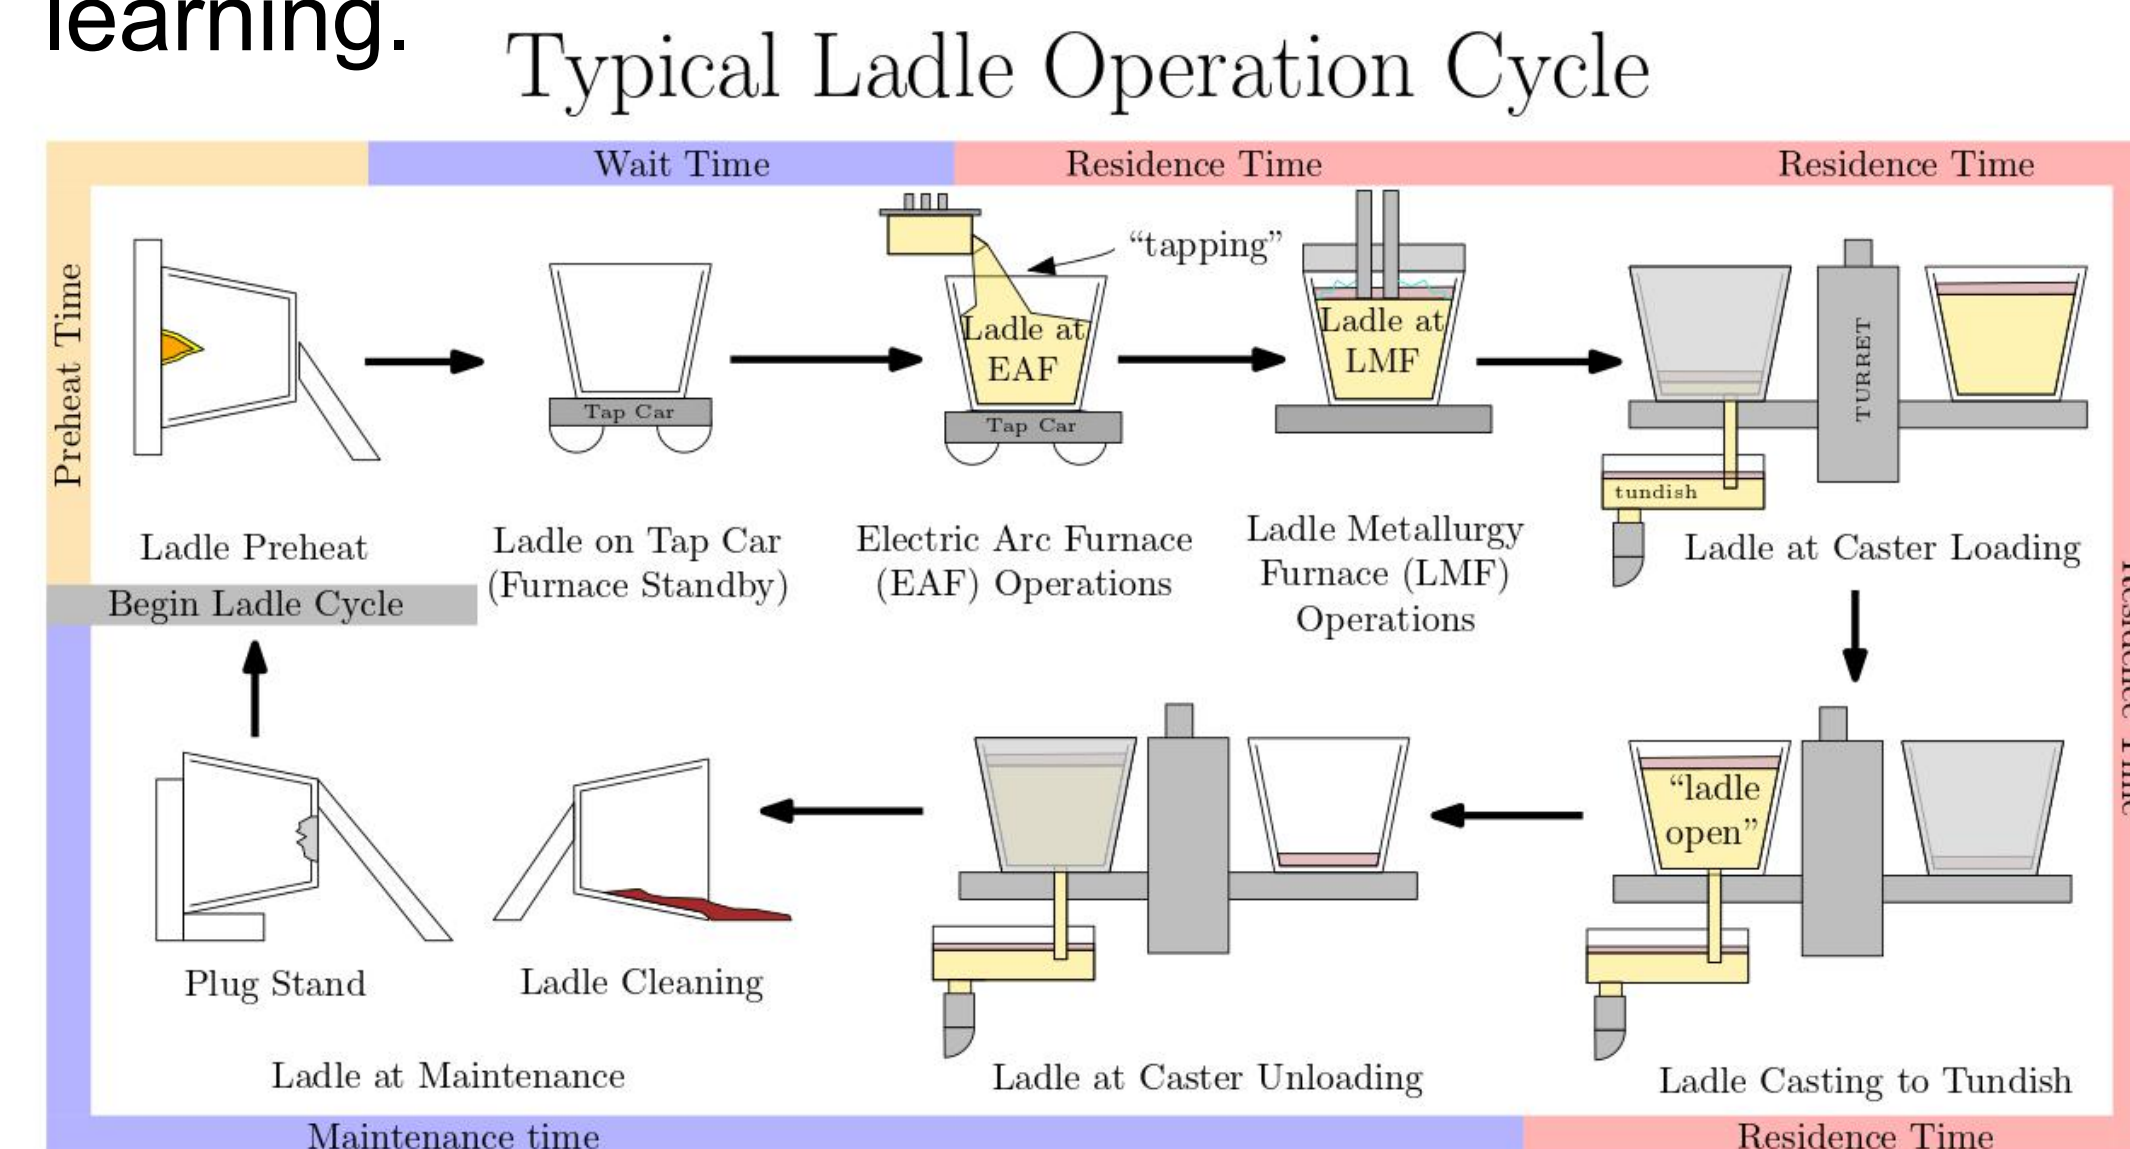 learning.
Typical Ladle Operation Cycle
Wait Time
Residence Time
Residence Time
Preheat Time
"tapping"
Ladle at
EAF
Ladle at
LMF
Tap Car
Tap Car
TURRET
tundish
Ladle Preheat
Ladle on Tap Car
(Furnace Standby)
Electric Arc Furnace
(EAF) Operations
Ladle Metallurgy
Furnace (LMF)
Operations
Ladle at Caster Loading
Begin Ladle Cycle
Residence Time
"ladle
open"
Plug Stand
Ladle Cleaning
Ladle at Maintenance
Ladle at Caster Unloading
Ladle Casting to Tundish
Maintenance time
Residence Time